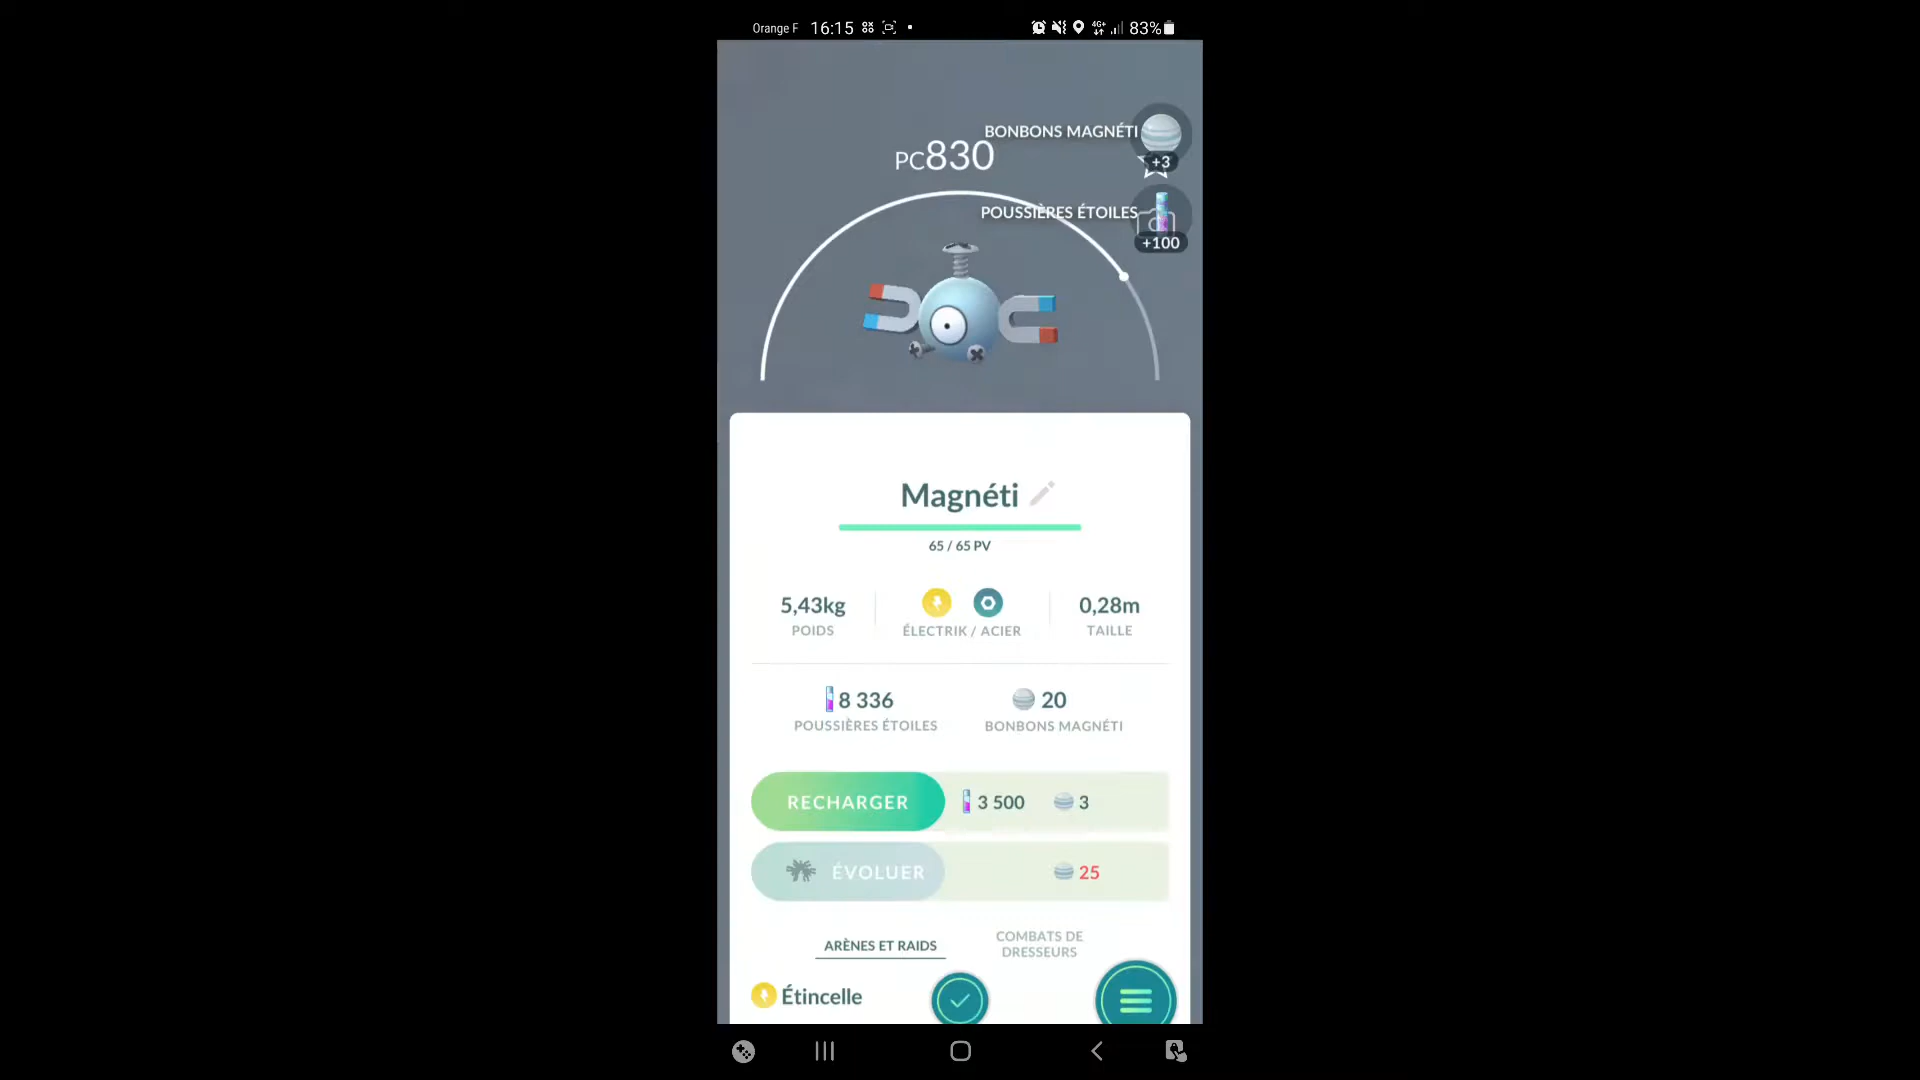 Orange F 16:15 4G+ 83%
BONBONS MAGNÉTI
+3
PC830
POUSSIÈRES ÉTOILES
+100
Magnéti
65 / 65 PV
5,43kg 0,28m
POIDS ÉLECTRIK / ACIER TAILLE
8 336 20
POUSSIÈRES ÉTOILES BONBONS MAGNÉTI
RECHARGER 3 500 3
ÉVOLUER 25
ARÈNES ET RAIDS
COMBATS DE
DRESSEURS
Étincelle